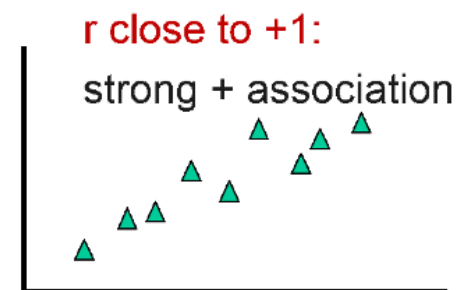 r close to +1:
strong + association